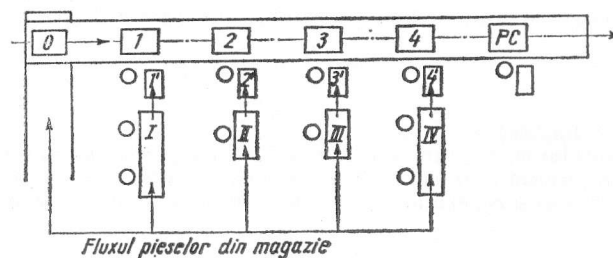 0 1 2 3 4 PC
1' 2' 3' 4'
I II III IV
Fluxul pieselor din magazie